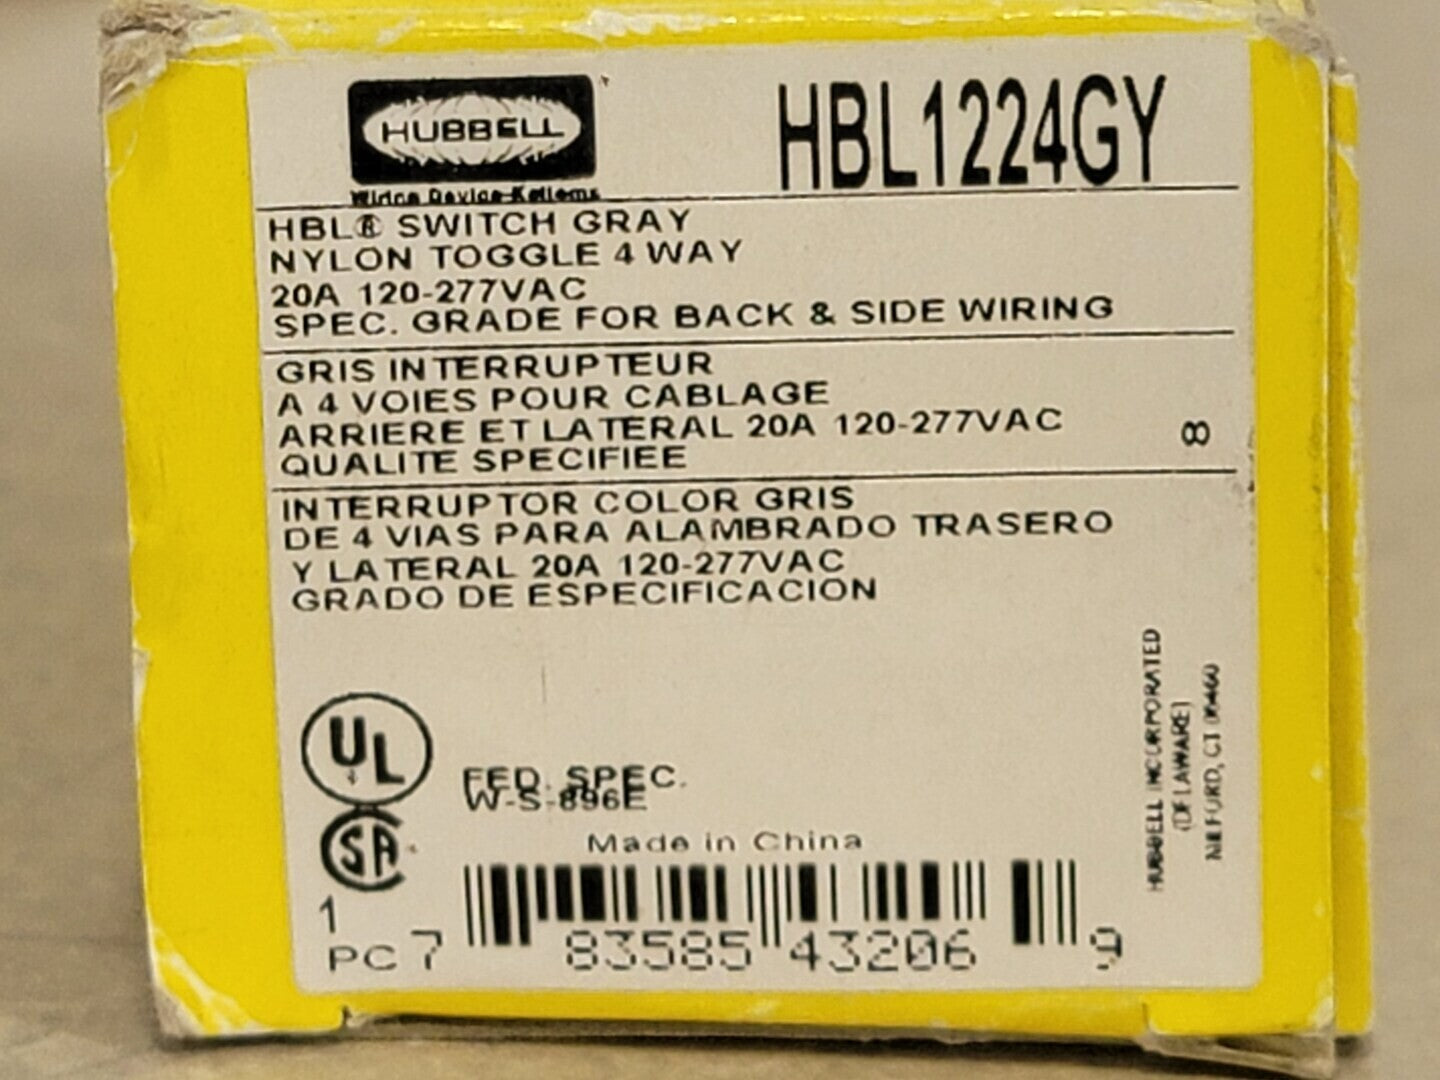 HUBBELL
Wiring Device-Kellems
HBL1224GY
HBL® SWITCH GRAY
NYLON TOGGLE 4 WAY
20A 120-277VAC
SPEC. GRADE FOR BACK & SIDE WIRING
GRIS INTERRUPTEUR
A 4 VOIES POUR CABLAGE
ARRIERE ET LATERAL 20A 120-277VAC
QUALITE SPECIFIEE
8
INTERRUPTOR COLOR GRIS
DE 4 VIAS PARA ALAMBRADO TRASERO
Y LATERAL 20A 120-277VAC
GRADO DE ESPECIFICACION
UL
SA
FED. SPEC.
W-S-896E
Made in China
1
PC
7 83585 43206 9
HUBBELL INCORPORATED
(DELAWARE)
MILFORD, CT 06460